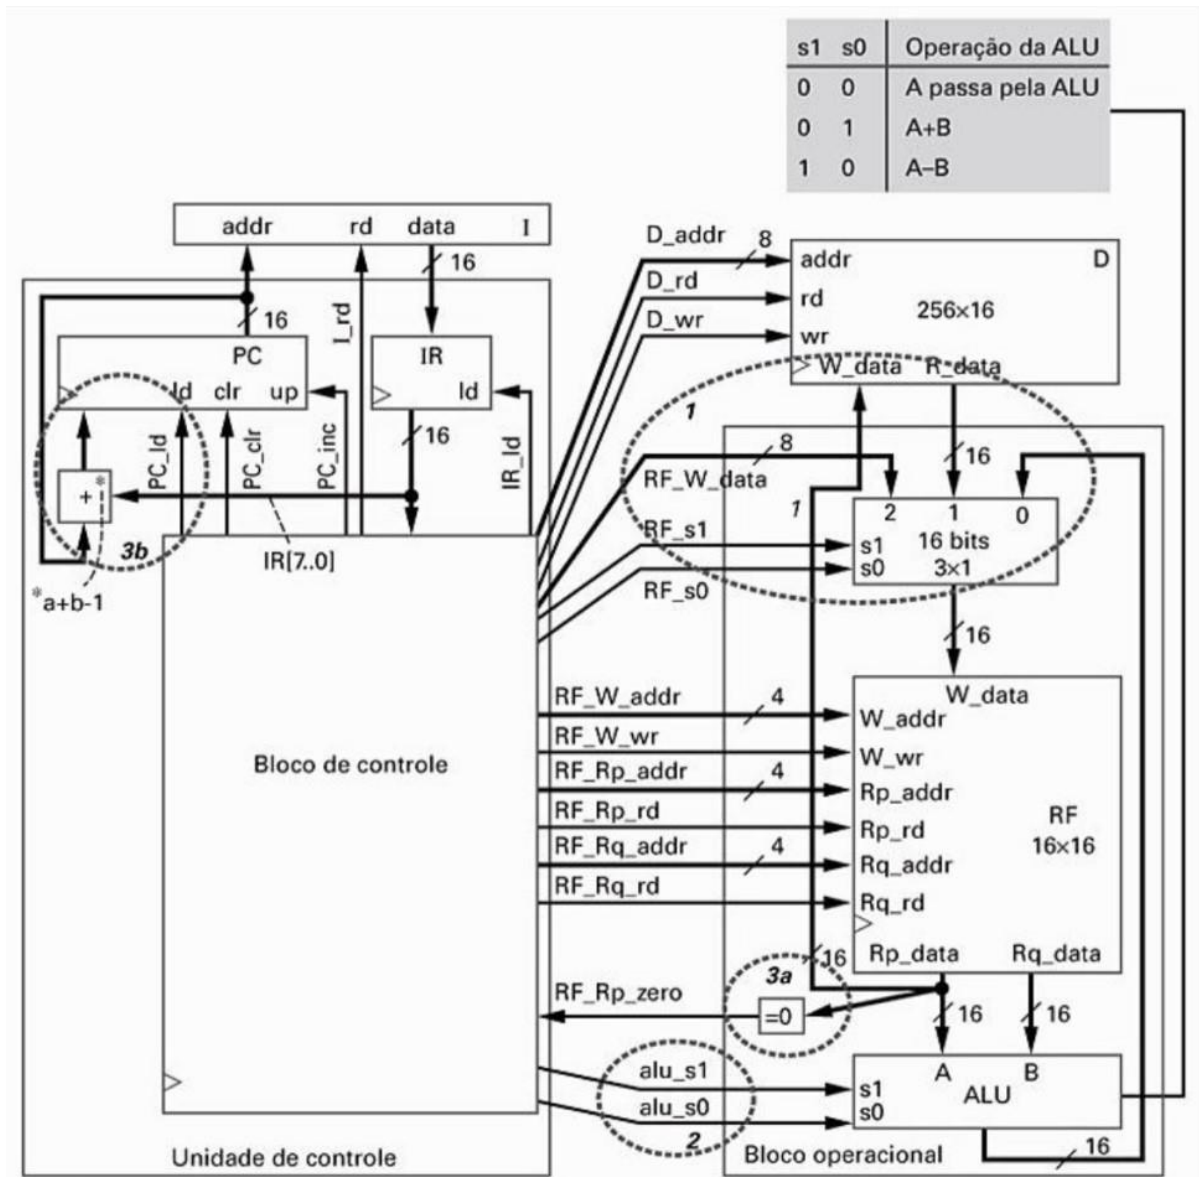 s1 s0 Operação da ALU
0 0 A passa pela ALU
0 1 A+B
1 0 A–B
addr rd data I
16
16
I_rd
PC
ld clr up
IR
ld
16
PC_ld
PC_clr
PC_inc
IR_ld
+
*
3b
IR[7..0]
*a+b-1
Bloco de controle
Unidade de controle
D_addr 8
D_rd
D_wr
addr D
rd
256×16
wr
W_data R_data
1
8
16
RF_W_data
1
2 1 0
RF_s1
s1 16 bits
s0 3×1
RF_s0
16
RF_W_addr 4
RF_W_wr
RF_Rp_addr 4
RF_Rp_rd
RF_Rq_addr 4
RF_Rq_rd
W_data
W_addr
W_wr
Rp_addr
RF
Rp_rd
16×16
Rq_addr
Rq_rd
Rp_data Rq_data
16
3a
RF_Rp_zero
=0
16 16
alu_s1
alu_s0
2
A B
s1
ALU
s0
16
Bloco operacional